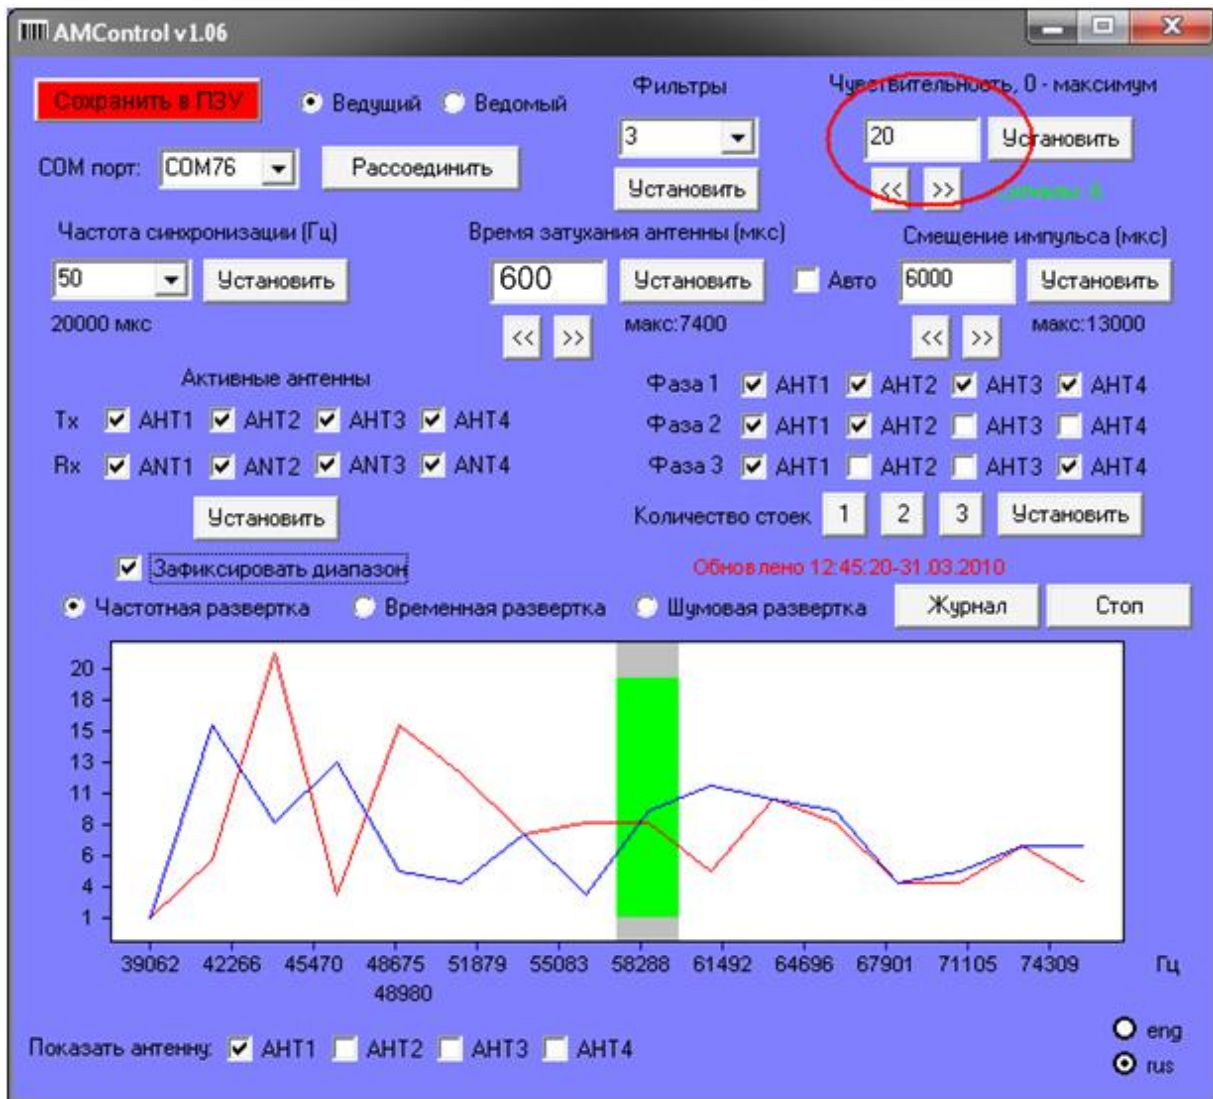 AMControl v1.06
Сохранить в ПЗУ Ведущий Ведомый Фильтры Чувствительность, 0 - максимум
3 20 Установить
COM порт: COM76 Рассоединить Установить << >>
Частота синхронизации (Гц) Время затухания антенны (мкс) Смещение импульса (мкс)
50 Установить 600 Установить Авто 6000 Установить
20000 мкс << >> макс:7400 << >> макс:13000
Активные антенны Фаза 1 АНТ1 АНТ2 АНТ3 АНТ4
Tx АНТ1 АНТ2 АНТ3 АНТ4 Фаза 2 АНТ1 АНТ2 АНТ3 АНТ4
Rx ANT1 ANT2 ANT3 ANT4 Фаза 3 АНТ1 АНТ2 АНТ3 АНТ4
Установить Количество стоек 1 2 3 Установить
Зафиксировать диапазон Обновлено 12:45:20-31.03.2010
Частотная развертка Временная развертка Шумовая развертка Журнал Стоп
20
18
15
13
11
8
6
4
1
39062 42266 45470 48675 51879 55083 58288 61492 64696 67901 71105 74309 Гц
48980
Показать антенну: АНТ1 АНТ2 АНТ3 АНТ4
eng
rus